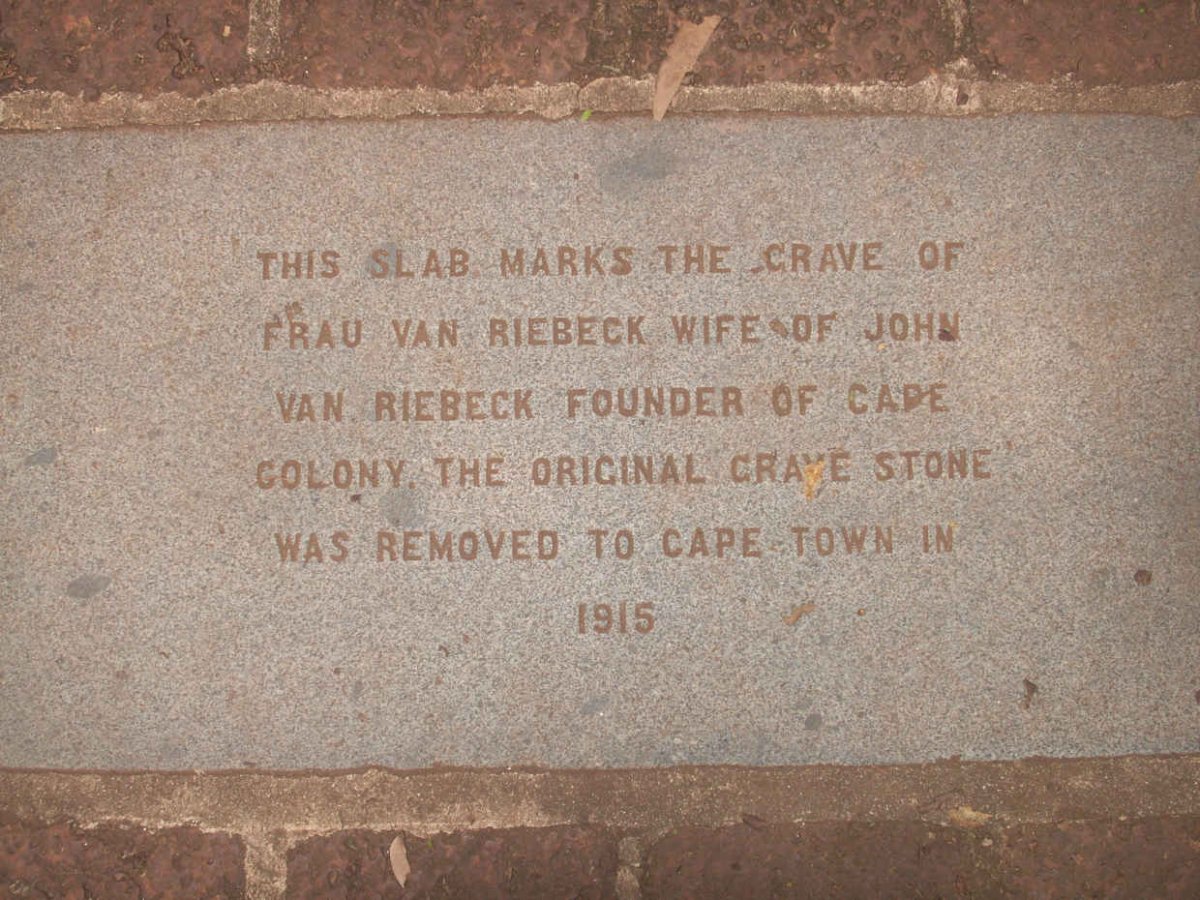 THIS SLAB MARKS THE GRAVE OF
FRAU VAN RIEBECK WIFE OF JOHN
VAN RIEBECK FOUNDER OF CAPE
COLONY. THE ORIGINAL GRAVE STONE
WAS REMOVED TO CAPE TOWN IN
1915